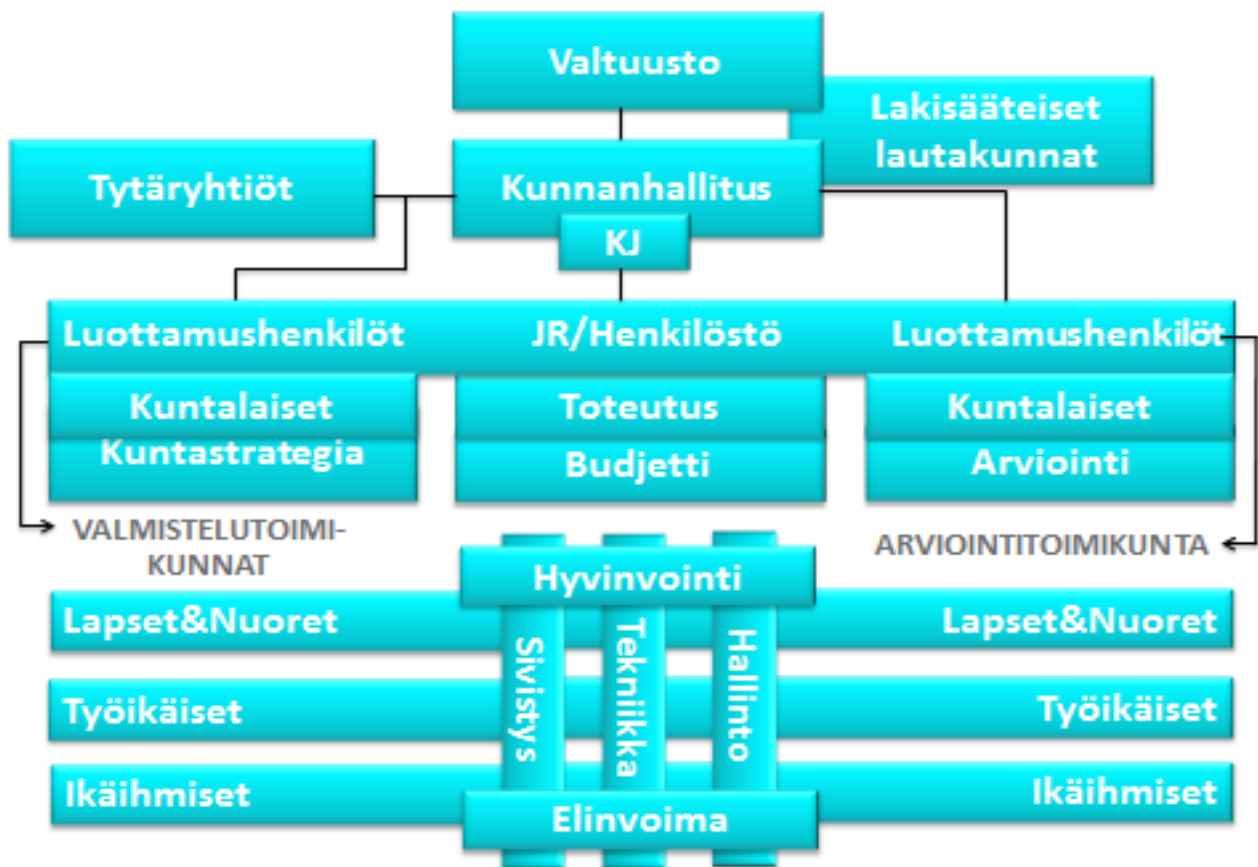 Valtuusto
Lakisääteiset
lautakunnat
Tytäryhtiöt
Kunnanhallitus
KJ
Luottamushenkilöt
JR/Henkilöstö
Luottamushenkilöt
Kuntalaiset
Toteutus
Kuntalaiset
Kuntastrategia
Budjetti
Arviointi
VALMISTELUTOIMI-
KUNNAT
ARVIOINTITOIMIKUNTA
Hyvinvointi
Lapset&Nuoret
Lapset&Nuoret
Sivistys
Tekniikka
Hallinto
Työikäiset
Työikäiset
Ikäihmiset
Ikäihmiset
Elinvoima